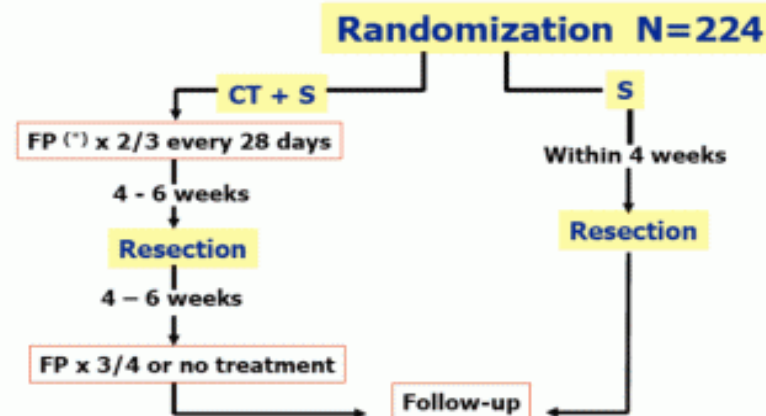 Randomization N=224
CT + S
S
FP (*) x 2/3 every 28 days
Within 4 weeks
4 - 6 weeks
Resection
Resection
4 – 6 weeks
FP x 3/4 or no treatment
Follow-up